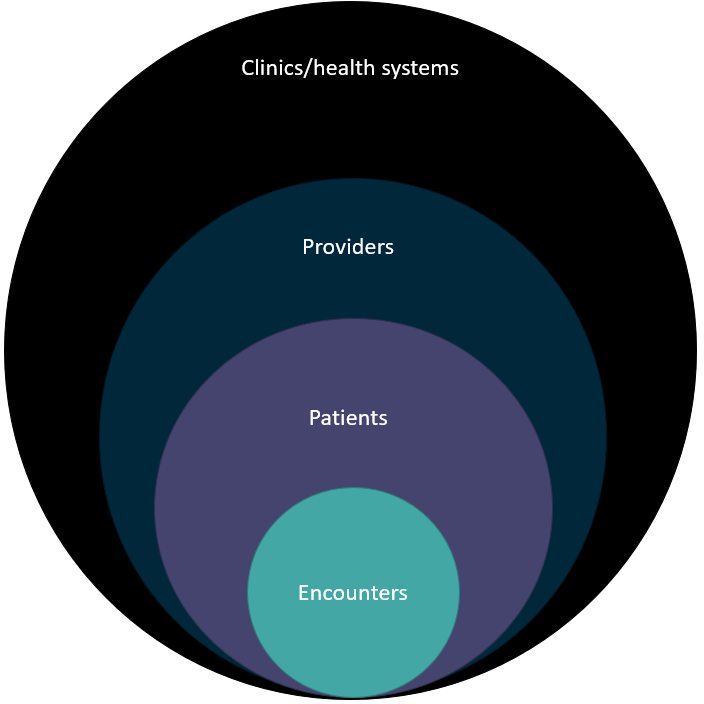 Clinics/health systems
Providers
Patients
Encounters